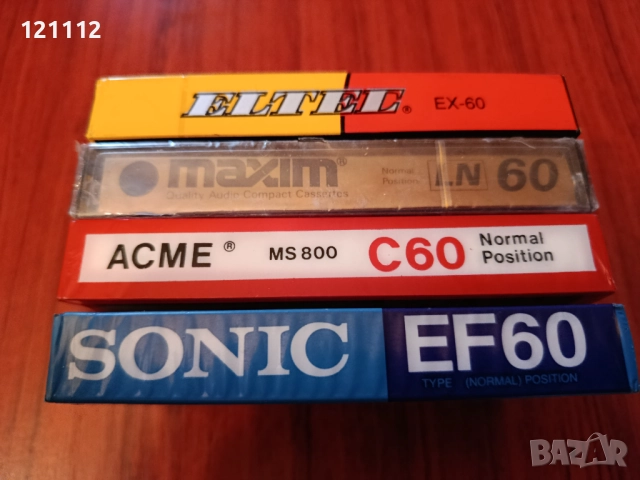 121112
ELTEL® EX-60
maxim® Normal Position LN 60
Quality Audio Compact Cassettes
ACME® MS 800 C60 Normal Position
SONIC EF60
TYPE I (NORMAL) POSITION
BAZAR